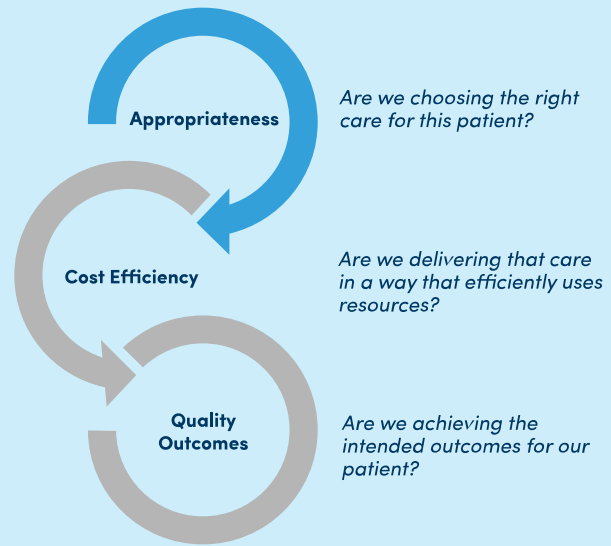 Appropriateness
Are we choosing the right
care for this patient?
Cost Efficiency
Are we delivering that care
in a way that efficiently uses
resources?
Quality
Outcomes
Are we achieving the
intended outcomes for our
patient?